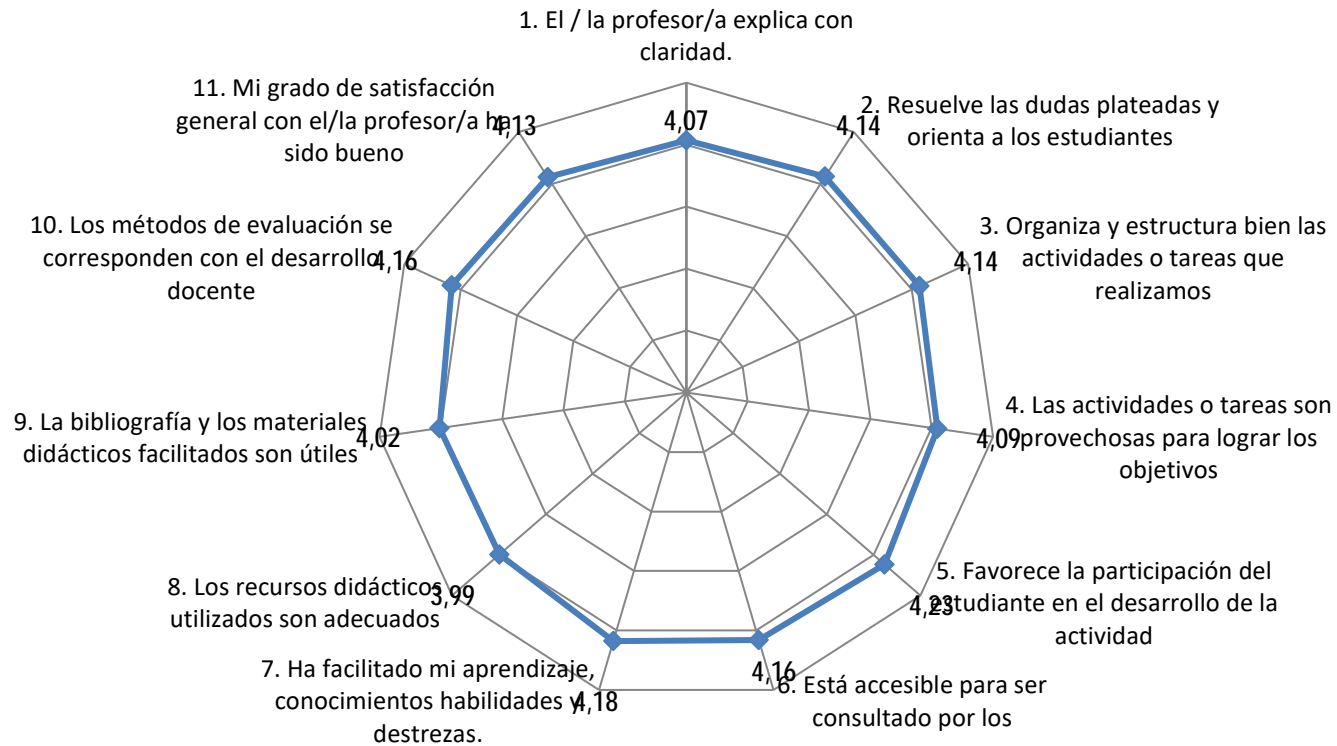 1. El / la profesor/a explica con
claridad.
4,07
2. Resuelve las dudas plateadas y
orienta a los estudiantes
4,14
3. Organiza y estructura bien las
actividades o tareas que
realizamos
4,14
4. Las actividades o tareas son
provechosas para lograr los
objetivos
4,09
5. Favorece la participación del
estudiante en el desarrollo de la
actividad
4,23
6. Está accesible para ser
consultado por los
4,16
7. Ha facilitado mi aprendizaje,
conocimientos habilidades y
destrezas.
4,18
8. Los recursos didácticos
utilizados son adecuados
3,99
9. La bibliografía y los materiales
didácticos facilitados son útiles
4,02
10. Los métodos de evaluación se
corresponden con el desarrollo
docente
4,16
11. Mi grado de satisfacción
general con el/la profesor/a ha
sido bueno
4,13